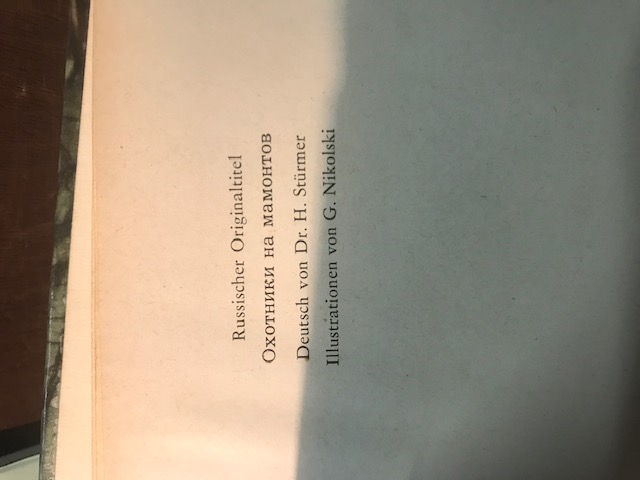 Russischer Originaltitel
Охотники на мамонтов
Deutsch von Dr. H. Stürmer
Illustrationen von G. Nikolski